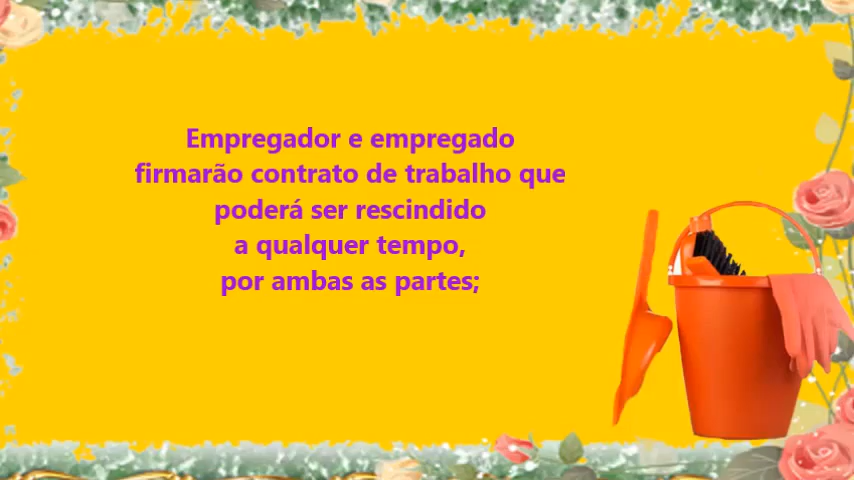 Empregador e empregado
firmarão contrato de trabalho que
poderá ser rescindido
a qualquer tempo,
por ambas as partes;